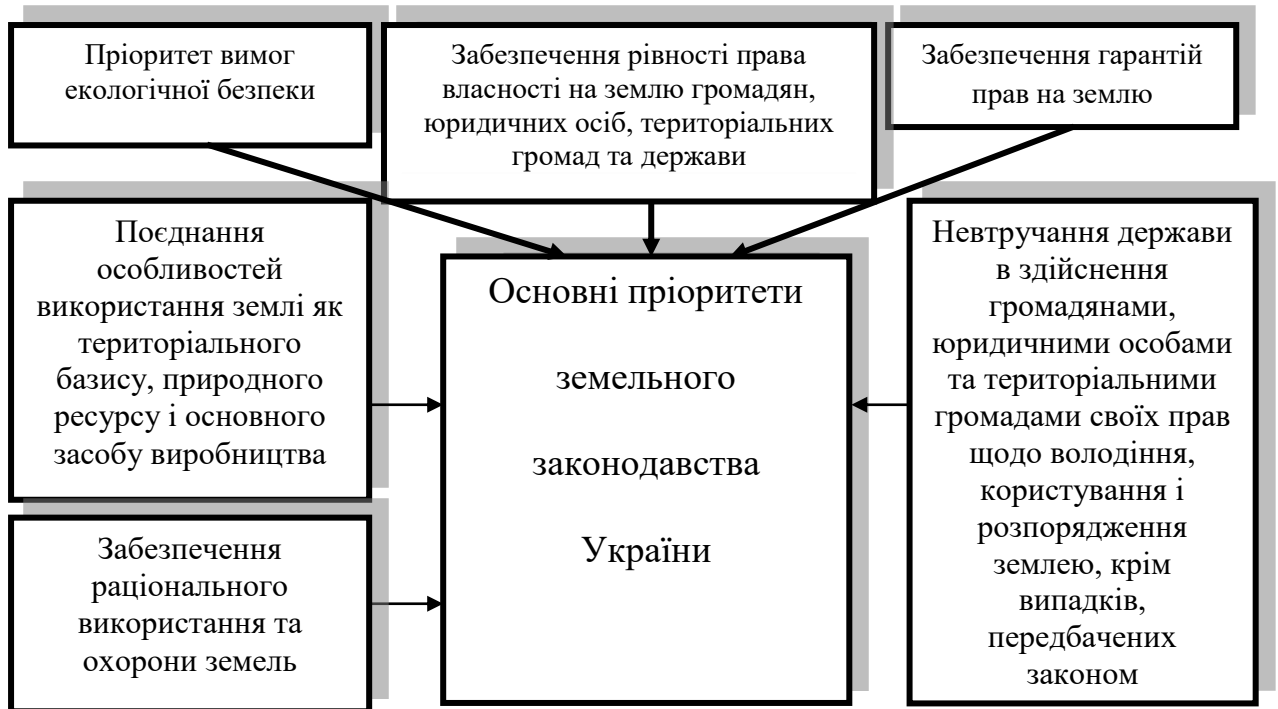 Пріоритет вимог
екологічної безпеки
Забезпечення рівності права
власності на землю громадян,
юридичних осіб, територіальних
громад та держави
Забезпечення гарантій
прав на землю
Поєднання
особливостей
використання землі як
територіального
базису, природного
ресурсу і основного
засобу виробництва
Основні пріоритети
земельного
законодавства
України
Невтручання держави
в здійснення
громадянами,
юридичними особами
та територіальними
громадами своїх прав
щодо володіння,
користування і
розпорядження
землею, крім
випадків,
передбачених
законом
Забезпечення
раціонального
використання та
охорони земель